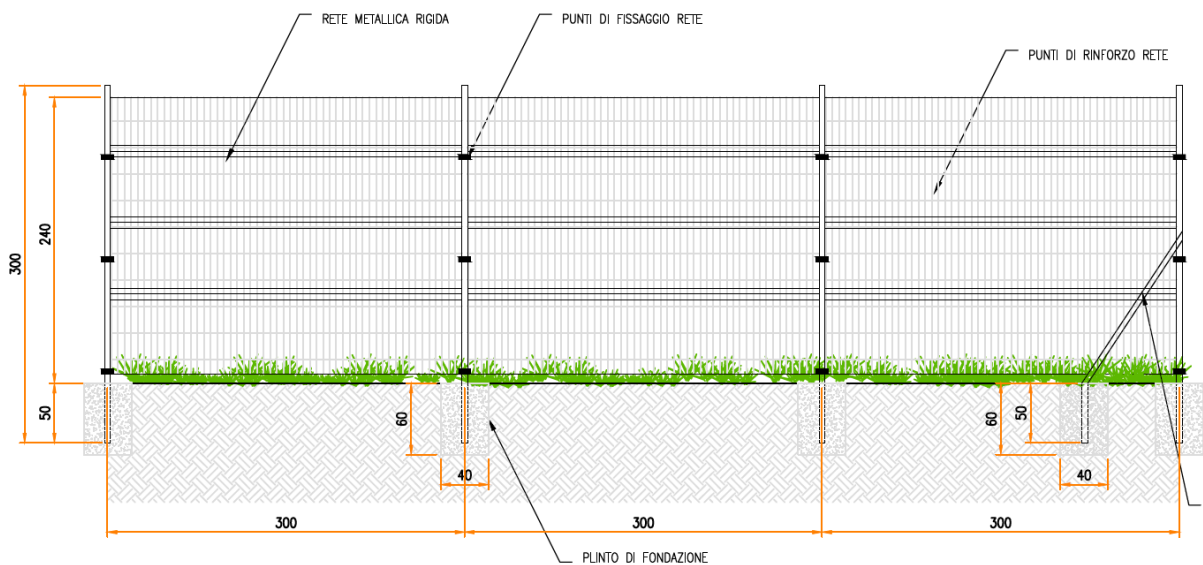 RETE METALLICA RIGIDA
PUNTI DI FISSAGGIO RETE
PUNTI DI RINFORZO RETE
300
240
50
60
40
60
50
40
300
300
300
PLINTO DI FONDAZIONE